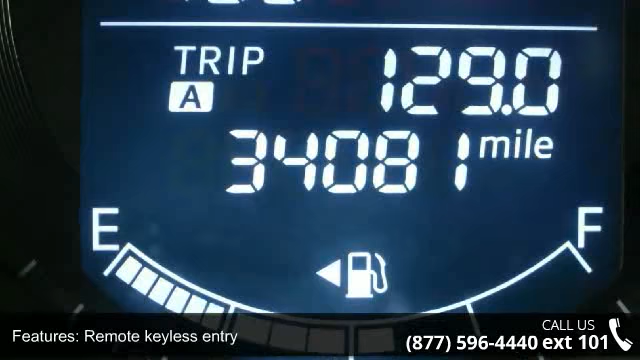 TRIP 129.0
A
34081 mile
E F
CALL US
Features: Remote keyless entry
(877) 596-4440 ext 101